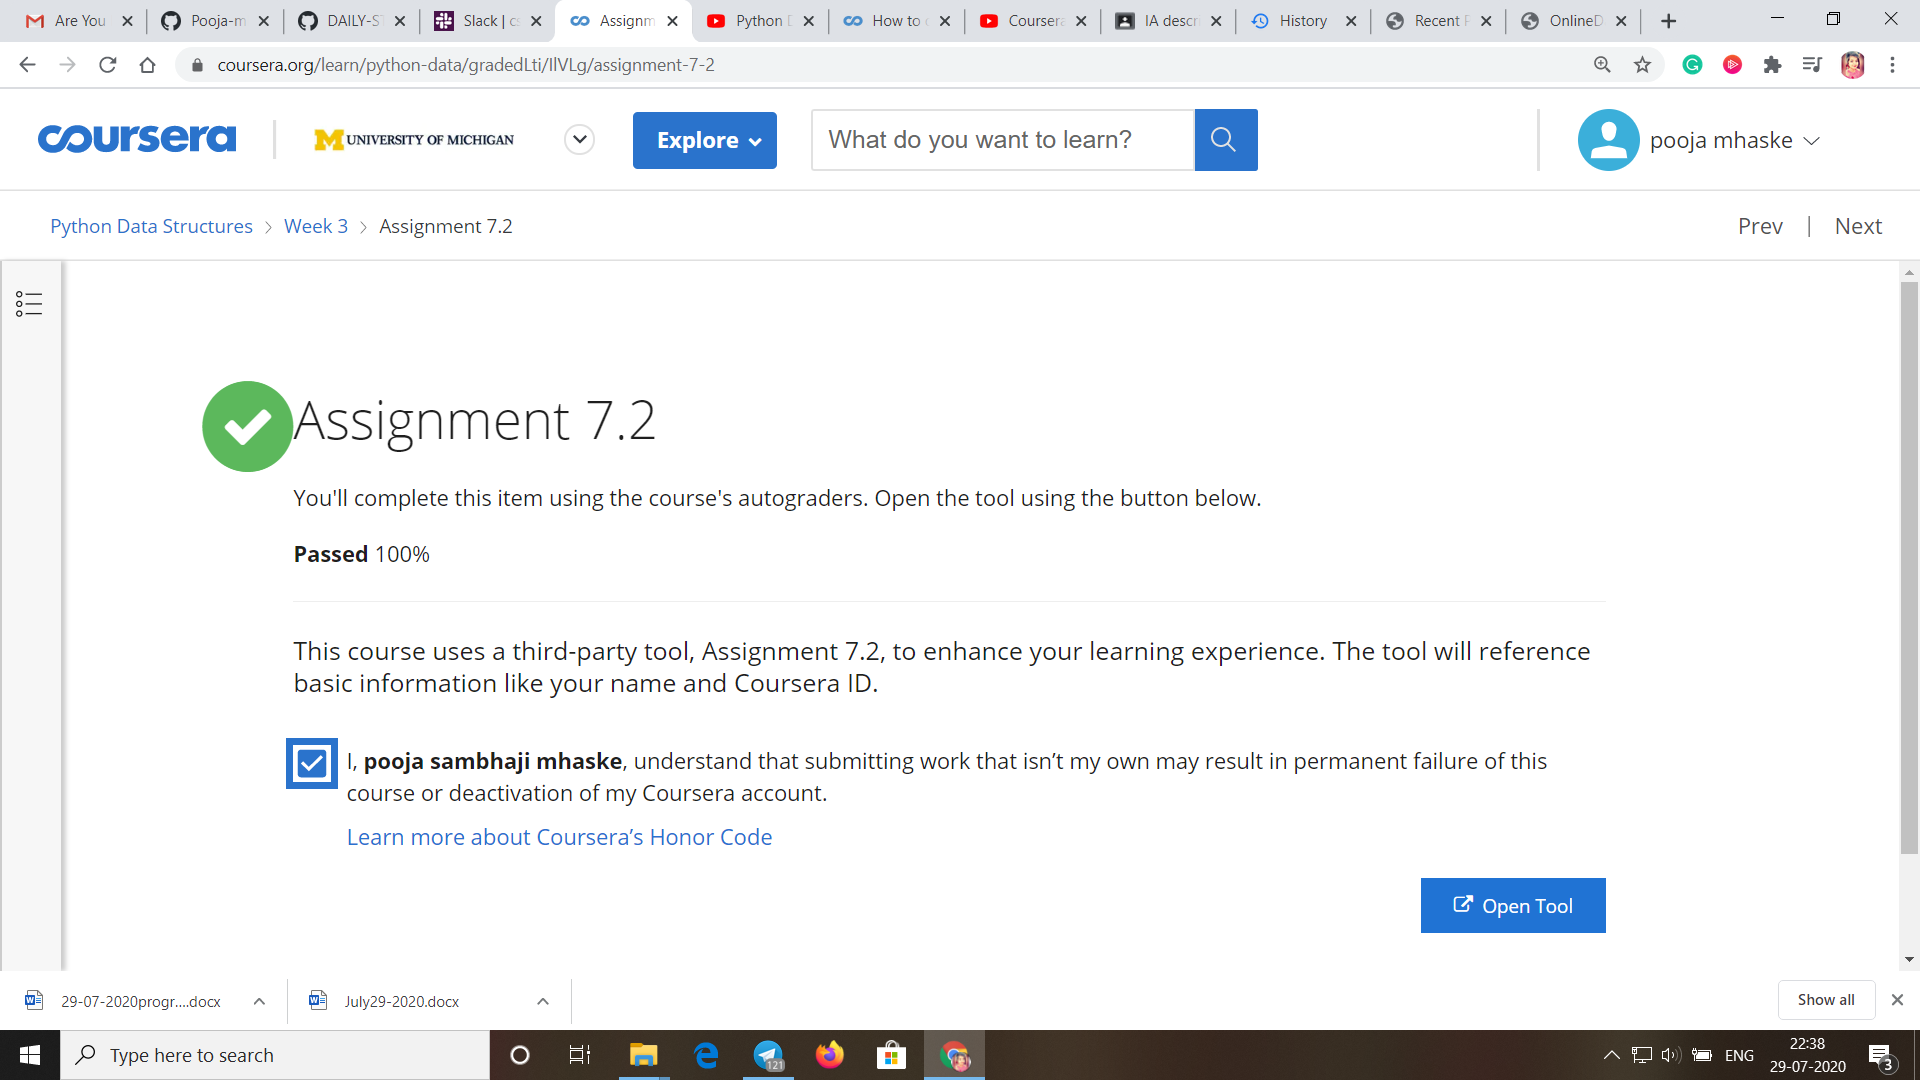 Are You
Pooja-m
DAILY-ST
Slack | cs
Assignm
Python D
How to
Coursera
IA descr
History
Recent
OnlineD
coursera.org/learn/python-data/gradedLti/IlVLg/assignment-7-2
coursera
M UNIVERSITY OF MICHIGAN
Explore
What do you want to learn?
pooja mhaske
Python Data Structures
Week 3
Assignment 7.2
Prev | Next
Assignment 7.2
You'll complete this item using the course's autograders. Open the tool using the button below.
Passed 100%
This course uses a third-party tool, Assignment 7.2, to enhance your learning experience. The tool will reference
basic information like your name and Coursera ID.
I, pooja sambhaji mhaske, understand that submitting work that isn’t my own may result in permanent failure of this
course or deactivation of my Coursera account.
Learn more about Coursera’s Honor Code
Open Tool
29-07-2020progr....docx
July29-2020.docx
Show all
Type here to search
121
ENG
22:38
29-07-2020
3